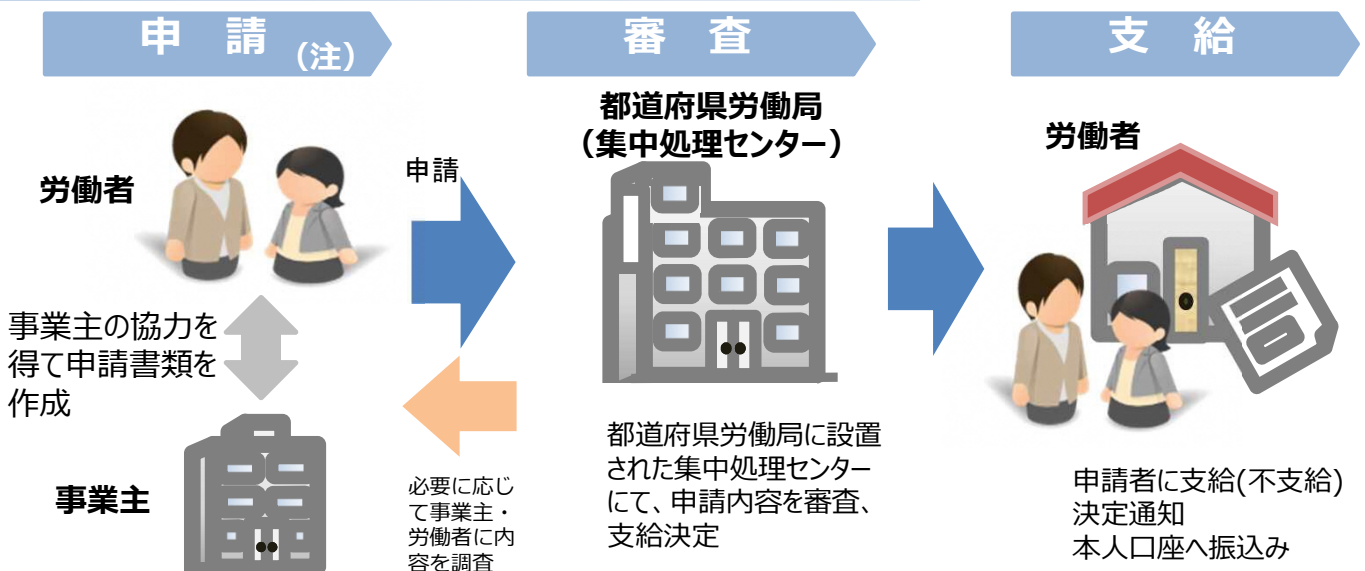 申 請 (注)
審 査
支 給
労働者
申請
事業主の協力を
得て申請書類を
作成
事業主
必要に応じ
て事業主・
労働者に内
容を調査
都道府県労働局
(集中処理センター)
都道府県労働局に設置
された集中処理センター
にて、申請内容を審査、
支給決定
労働者
申請者に支給(不支給)
決定通知
本人口座へ振込み